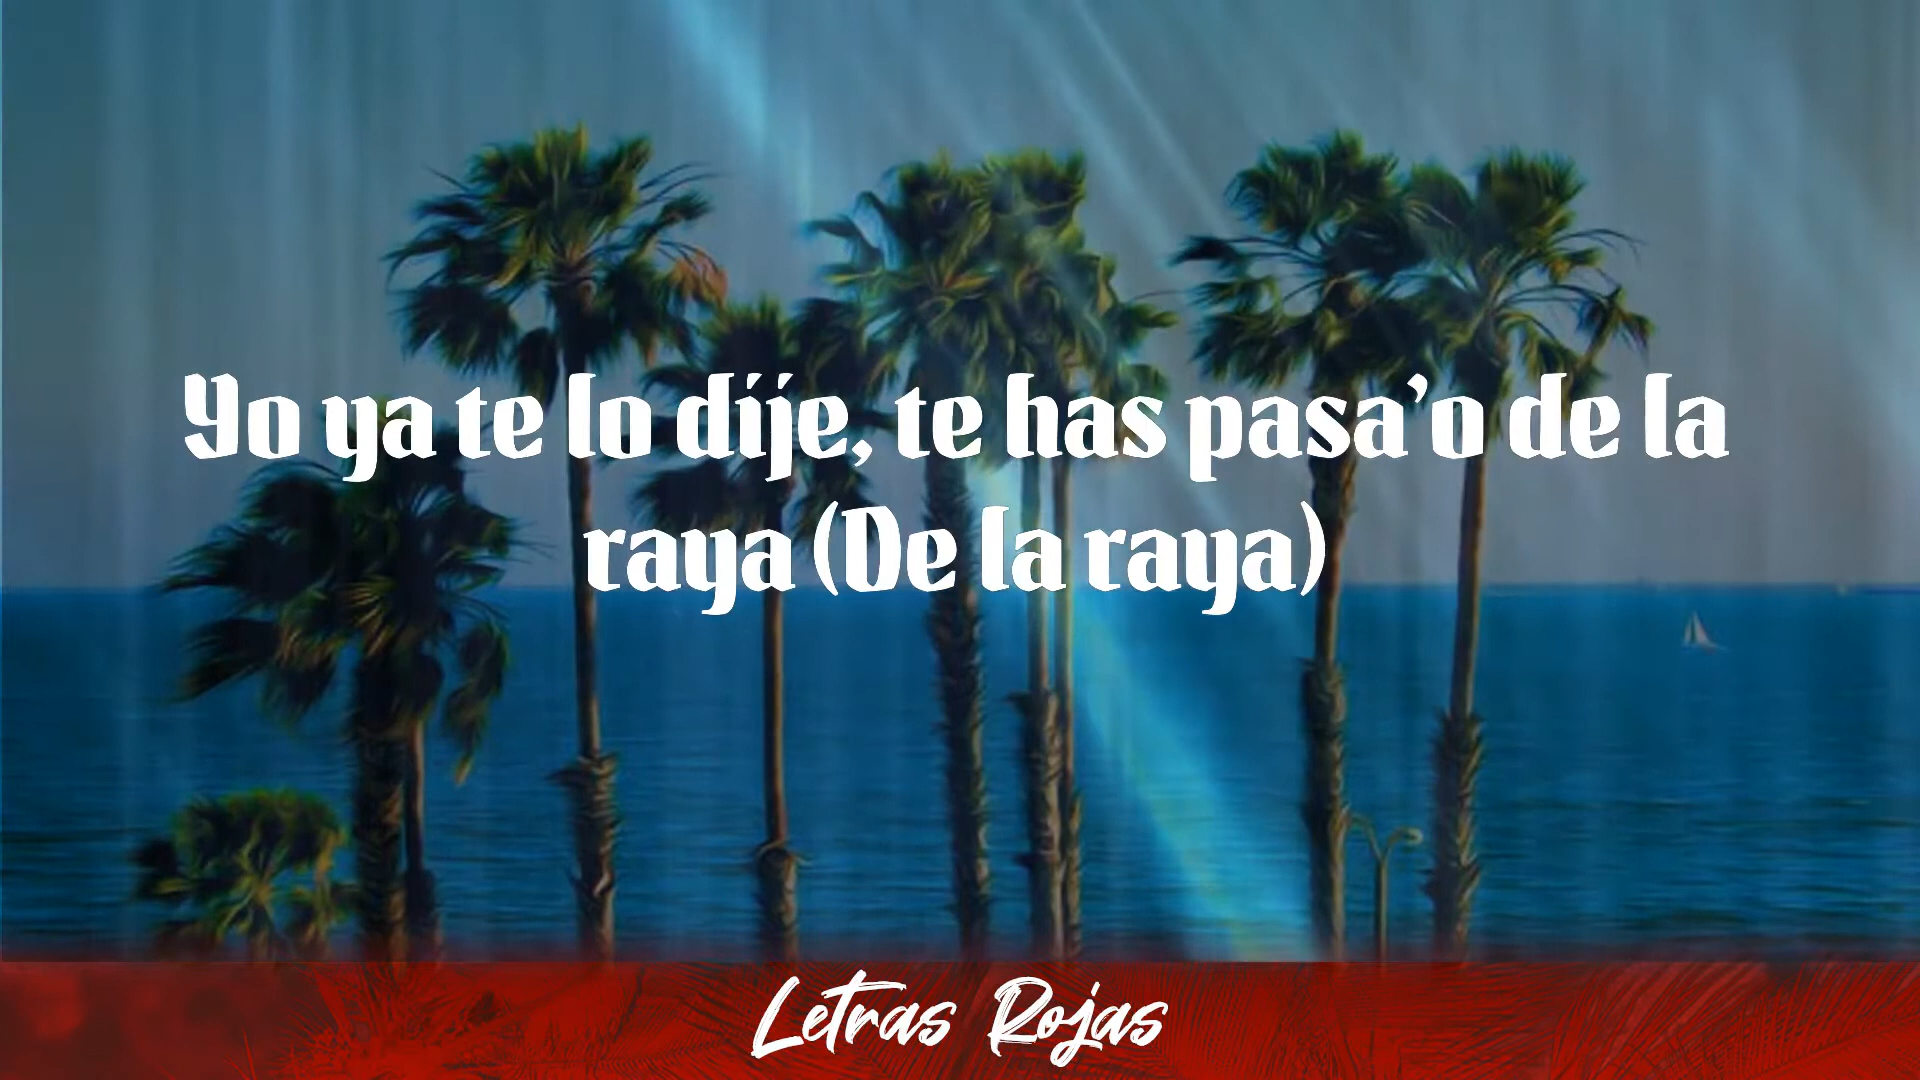 Yo ya te lo dije, te has pasa'o de la
raya (De la raya)
Letras Rojas